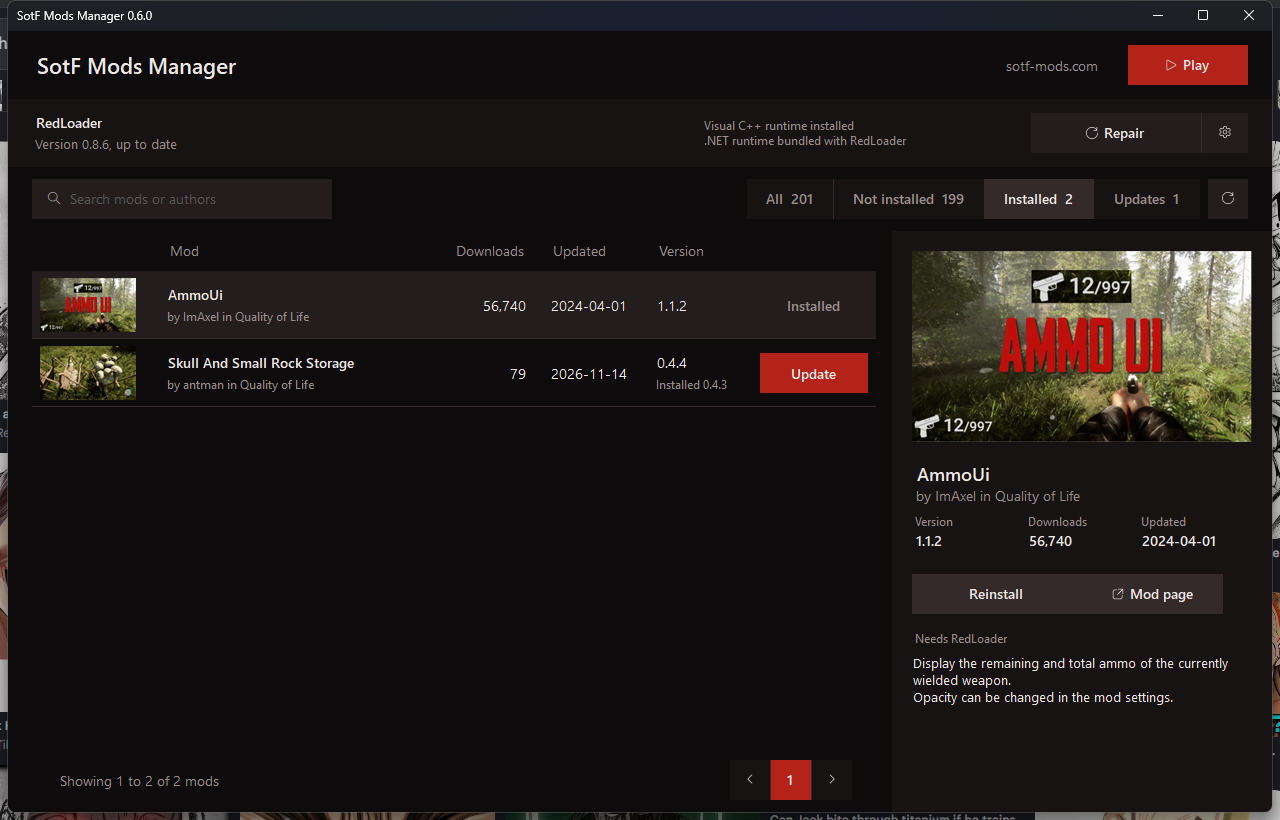 SotF Mods Manager 0.6.0
SotF Mods Manager
sotf-mods.com
Play
RedLoader
Version 0.8.6, up to date
Visual C++ runtime installed
.NET runtime bundled with RedLoader
Repair
Search mods or authors
All 201
Not installed 199
Installed 2
Updates 1
Mod
Downloads
Updated
Version
AmmoUi
by ImAxel in Quality of Life
56,740
2024-04-01
1.1.2
Installed
Skull And Small Rock Storage
by antman in Quality of Life
79
2026-11-14
0.4.4
Installed 0.4.3
Update
12/997
AMMO UI
12/997
AmmoUi
by ImAxel in Quality of Life
Version
Downloads
Updated
1.1.2
56,740
2024-04-01
Reinstall
Mod page
Needs RedLoader
Display the remaining and total ammo of the currently
wielded weapon.
Opacity can be changed in the mod settings.
Showing 1 to 2 of 2 mods
1